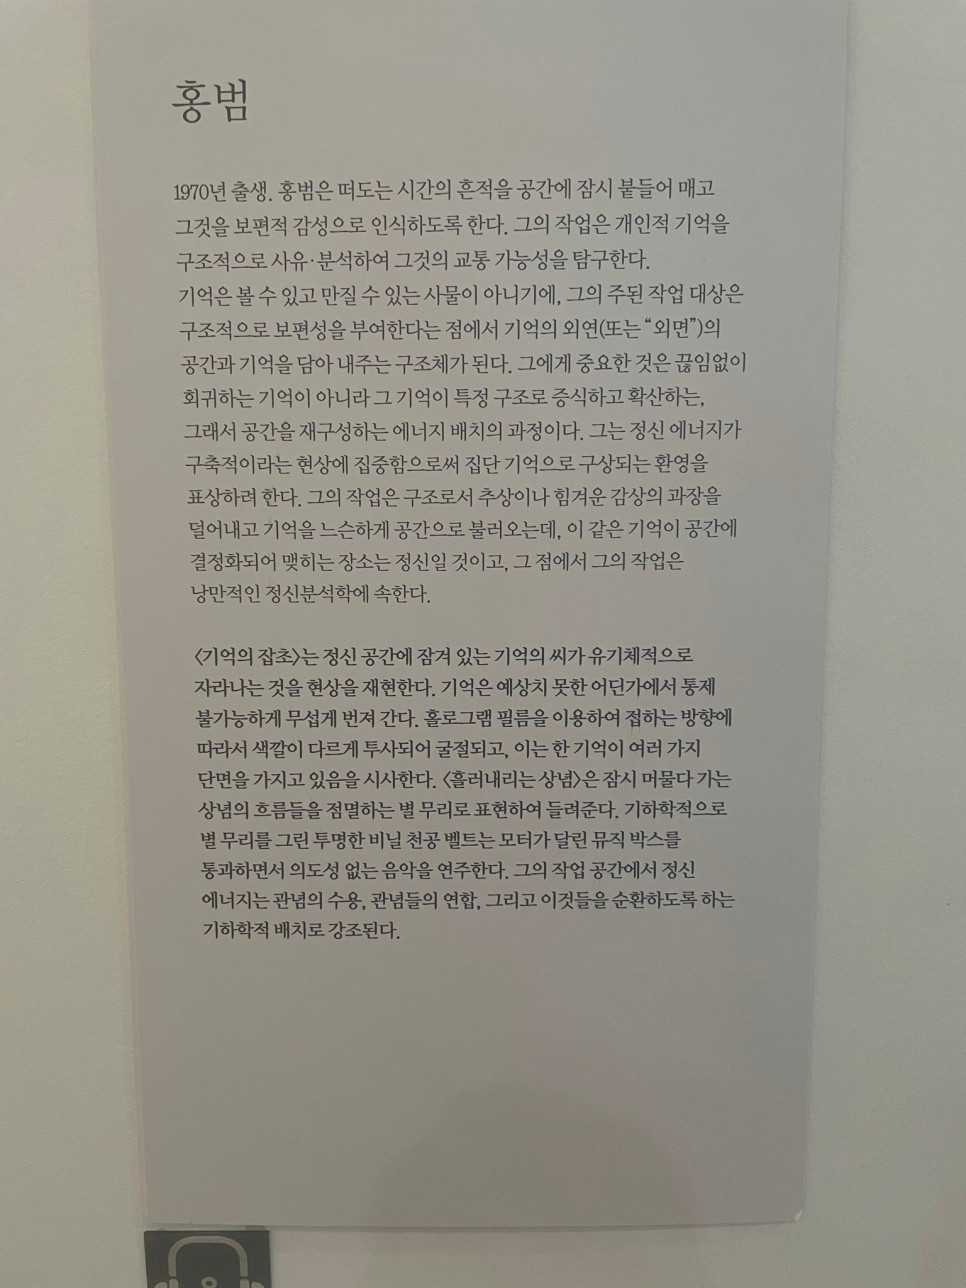 홍범
1970년 출생. 홍범은 떠도는 시간의 흔적을 공간에 잠시 붙들어 매고
그것을 보편적 감성으로 인식하도록 한다. 그의 작업은 개인적 기억을
구조적으로 사유·분석하여 그것의 교통 가능성을 탐구한다.
기억은 볼 수 있고 만질 수 있는 사물이 아니기에, 그의 주된 작업 대상은
구조적으로 보편성을 부여한다는 점에서 기억의 외연(또는 “외면”)의
공간과 기억을 담아 내주는 구조체가 된다. 그에게 중요한 것은 끊임없이
회귀하는 기억이 아니라 그 기억이 특정 구조로 증식하고 확산하는,
그래서 공간을 재구성하는 에너지 배치의 과정이다. 그는 정신 에너지가
구축적이라는 현상에 집중함으로써 집단 기억으로 구상되는 환영을
표상하려 한다. 그의 작업은 구조로서 추상이나 힘겨운 감상의 과장을
덜어내고 기억을 느슨하게 공간으로 불러오는데, 이 같은 기억이 공간에
결정화되어 맺히는 장소는 정신일 것이고, 그 점에서 그의 작업은
낭만적인 정신분석학에 속한다.
〈기억의 잡초〉는 정신 공간에 잠겨 있는 기억의 씨가 유기체적으로
자라나는 것을 현상을 재현한다. 기억은 예상치 못한 어딘가에서 통제
불가능하게 무섭게 번져 간다. 홀로그램 필름을 이용하여 접하는 방향에
따라서 색깔이 다르게 투사되어 굴절되고, 이는 한 기억이 여러 가지
단면을 가지고 있음을 시사한다. 〈흘러내리는 상념〉은 잠시 머물다 가는
상념의 흐름들을 점멸하는 별 무리로 표현하여 들려준다. 기하학적으로
별 무리를 그린 투명한 비닐 천공 벨트는 모터가 달린 뮤직 박스를
통과하면서 의도성 없는 음악을 연주한다. 그의 작업 공간에서 정신
에너지는 관념의 수용, 관념들의 연합, 그리고 이것들을 순환하도록 하는
기하학적 배치로 강조된다.